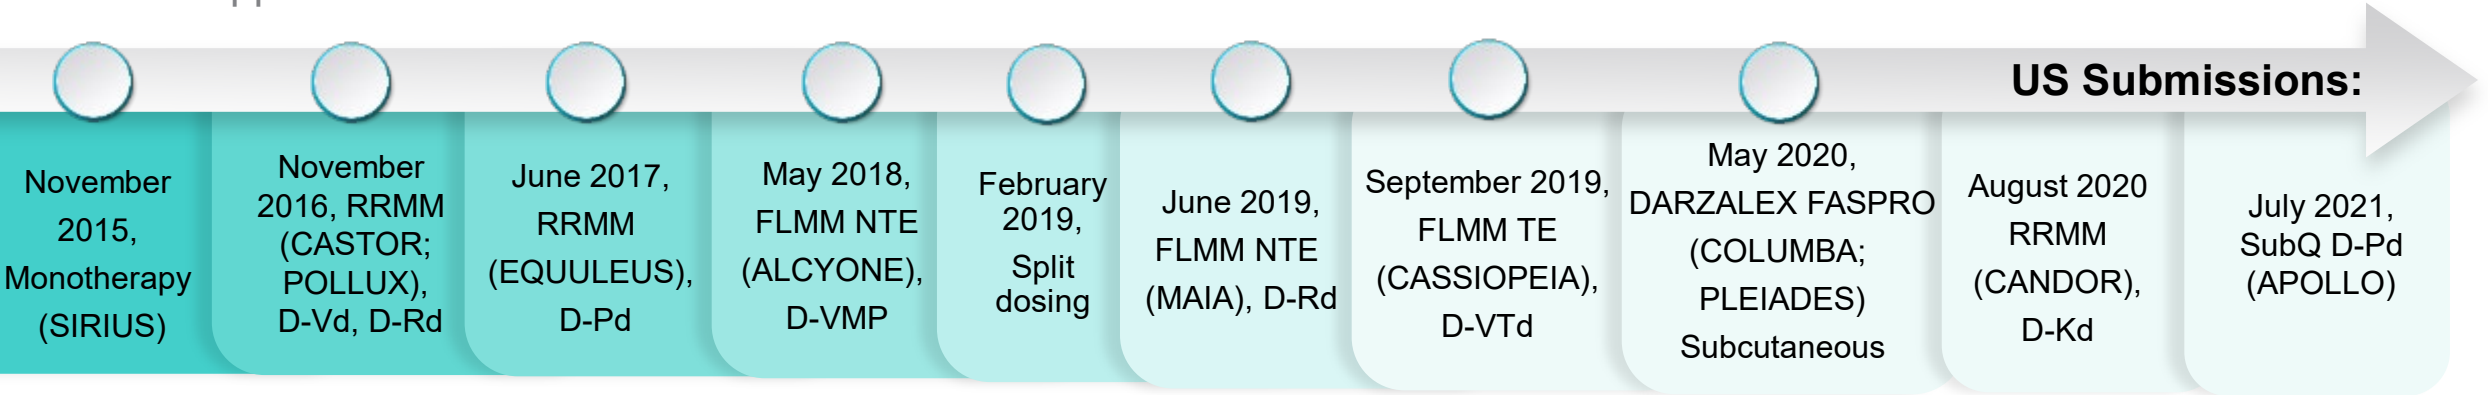 US Submissions:
November
2015,
Monotherapy
(SIRIUS)
November
2016, RRMM
(CASTOR;
POLLUX),
D-Vd, D-Rd
June 2017,
RRMM
(EQUULEUS),
D-Pd
May 2018,
FLMM NTE
(ALCYONE),
D-VMP
February
2019,
Split
dosing
June 2019,
FLMM NTE
(MAIA), D-Rd
September 2019,
FLMM TE
(CASSIOPEIA),
D-VTd
May 2020,
DARZALEX FASPRO
(COLUMBA;
PLEIADES)
Subcutaneous
August 2020
RRMM
(CANDOR),
D-Kd
July 2021,
SubQ D-Pd
(APOLLO)